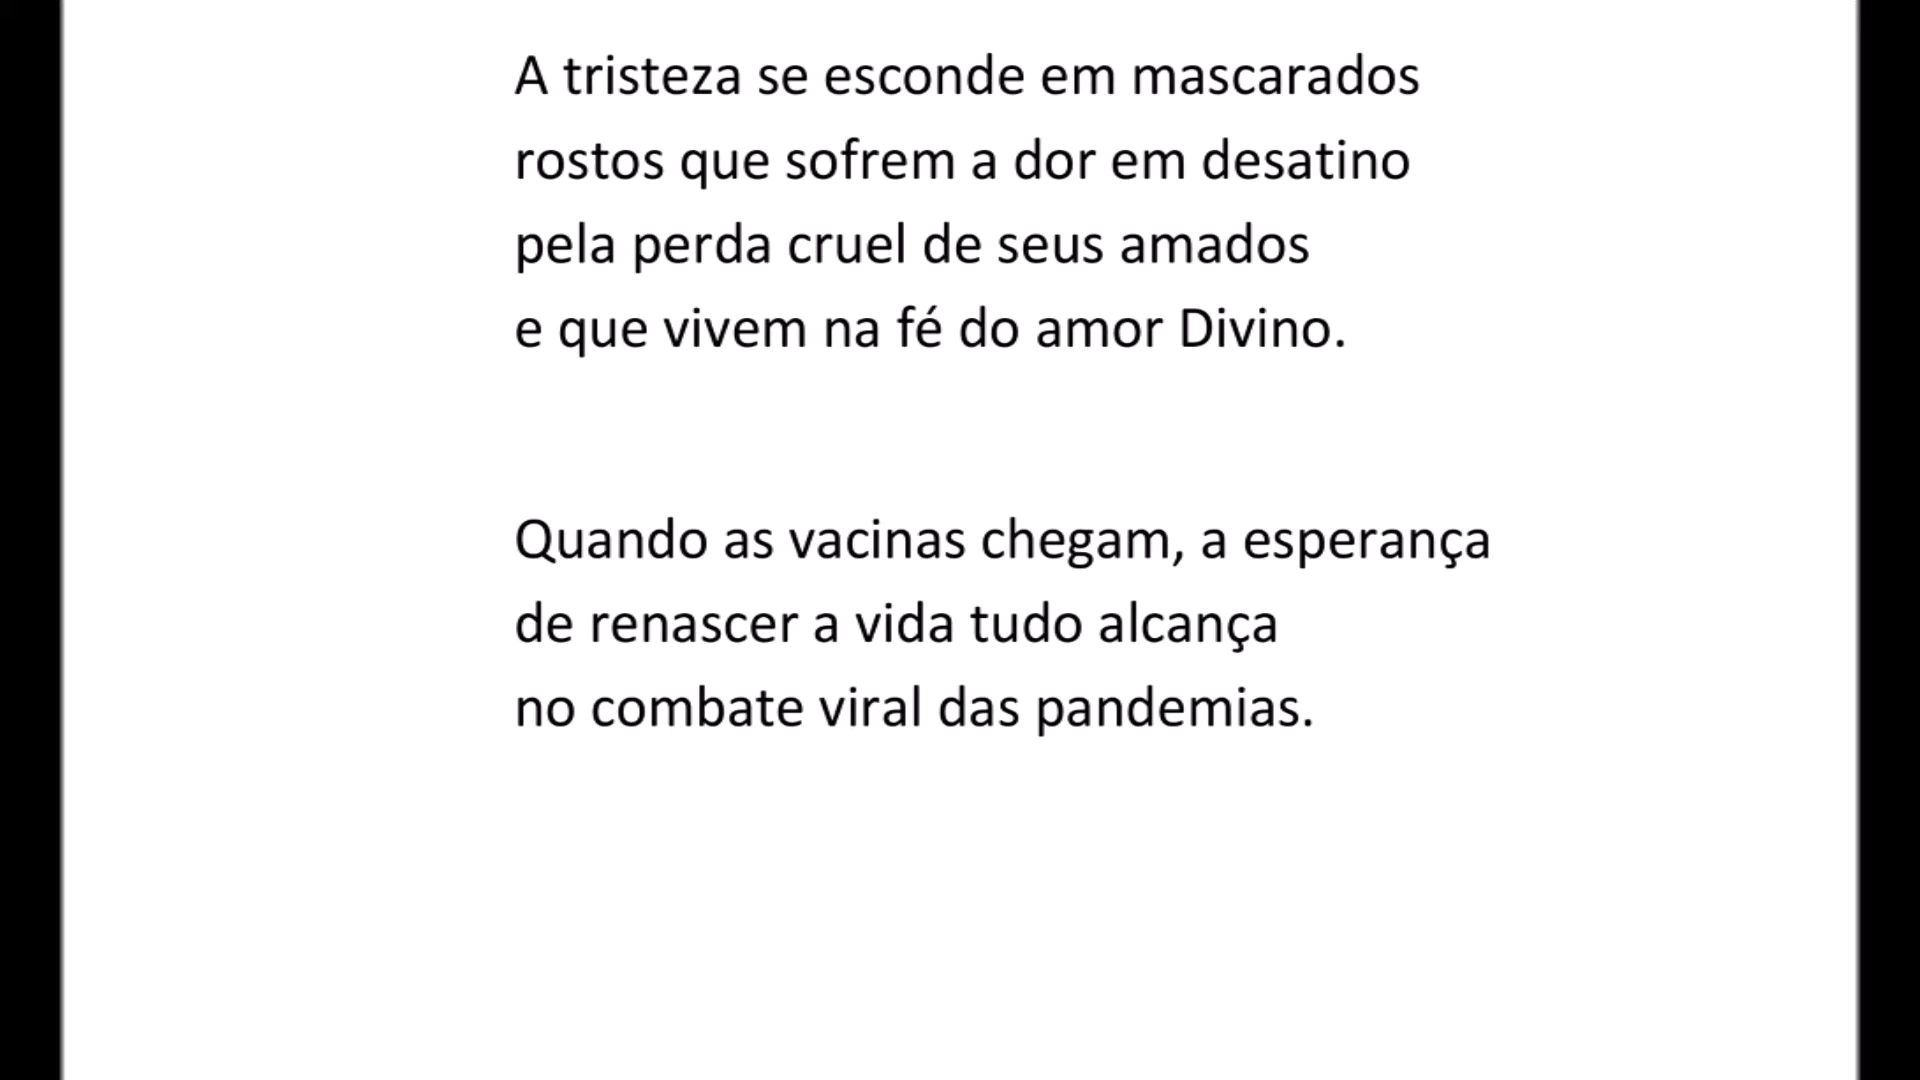 A tristeza se esconde em mascarados
rostos que sofrem a dor em desatino
pela perda cruel de seus amados
e que vivem na fé do amor Divino.
Quando as vacinas chegam, a esperança
de renascer a vida tudo alcança
no combate viral das pandemias.